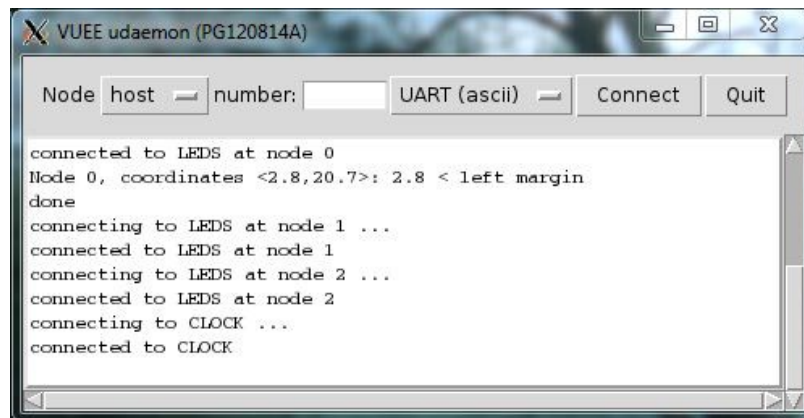 VUEE udaemon (PG120814A)
Node host number: UART (ascii) Connect Quit
connected to LEDS at node 0
Node 0, coordinates <2.8,20.7>: 2.8 < left margin
done
connecting to LEDS at node 1 ...
connected to LEDS at node 1
connecting to LEDS at node 2 ...
connected to LEDS at node 2
connecting to CLOCK ...
connected to CLOCK